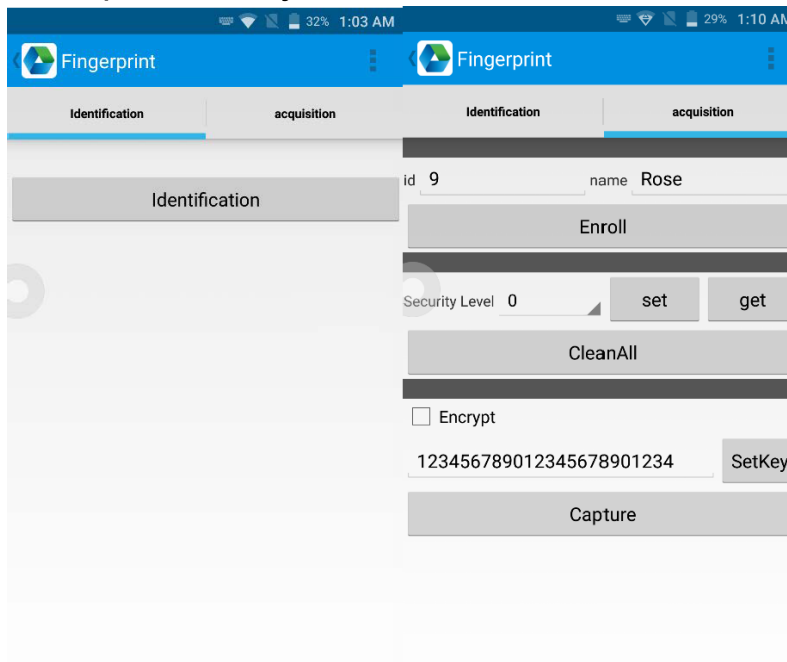 32% 1:03 AM
Fingerprint
Identification acquisition
Identification
29% 1:10 AM
Fingerprint
Identification acquisition
id 9 name Rose
Enroll
Security Level 0 set get
CleanAll
Encrypt
123456789012345678901234 SetKey
Capture